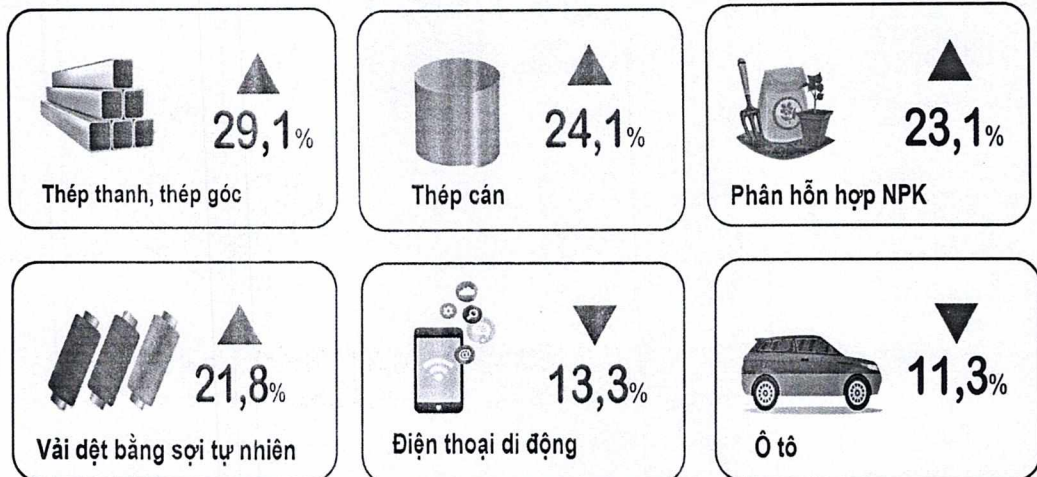 29,1%
Thép thanh, thép góc
24,1%
Thép cán
23,1%
Phân hỗn hợp NPK
21,8%
Vải dệt bằng sợi tự nhiên
13,3%
Điện thoại di động
11,3%
Ô tô